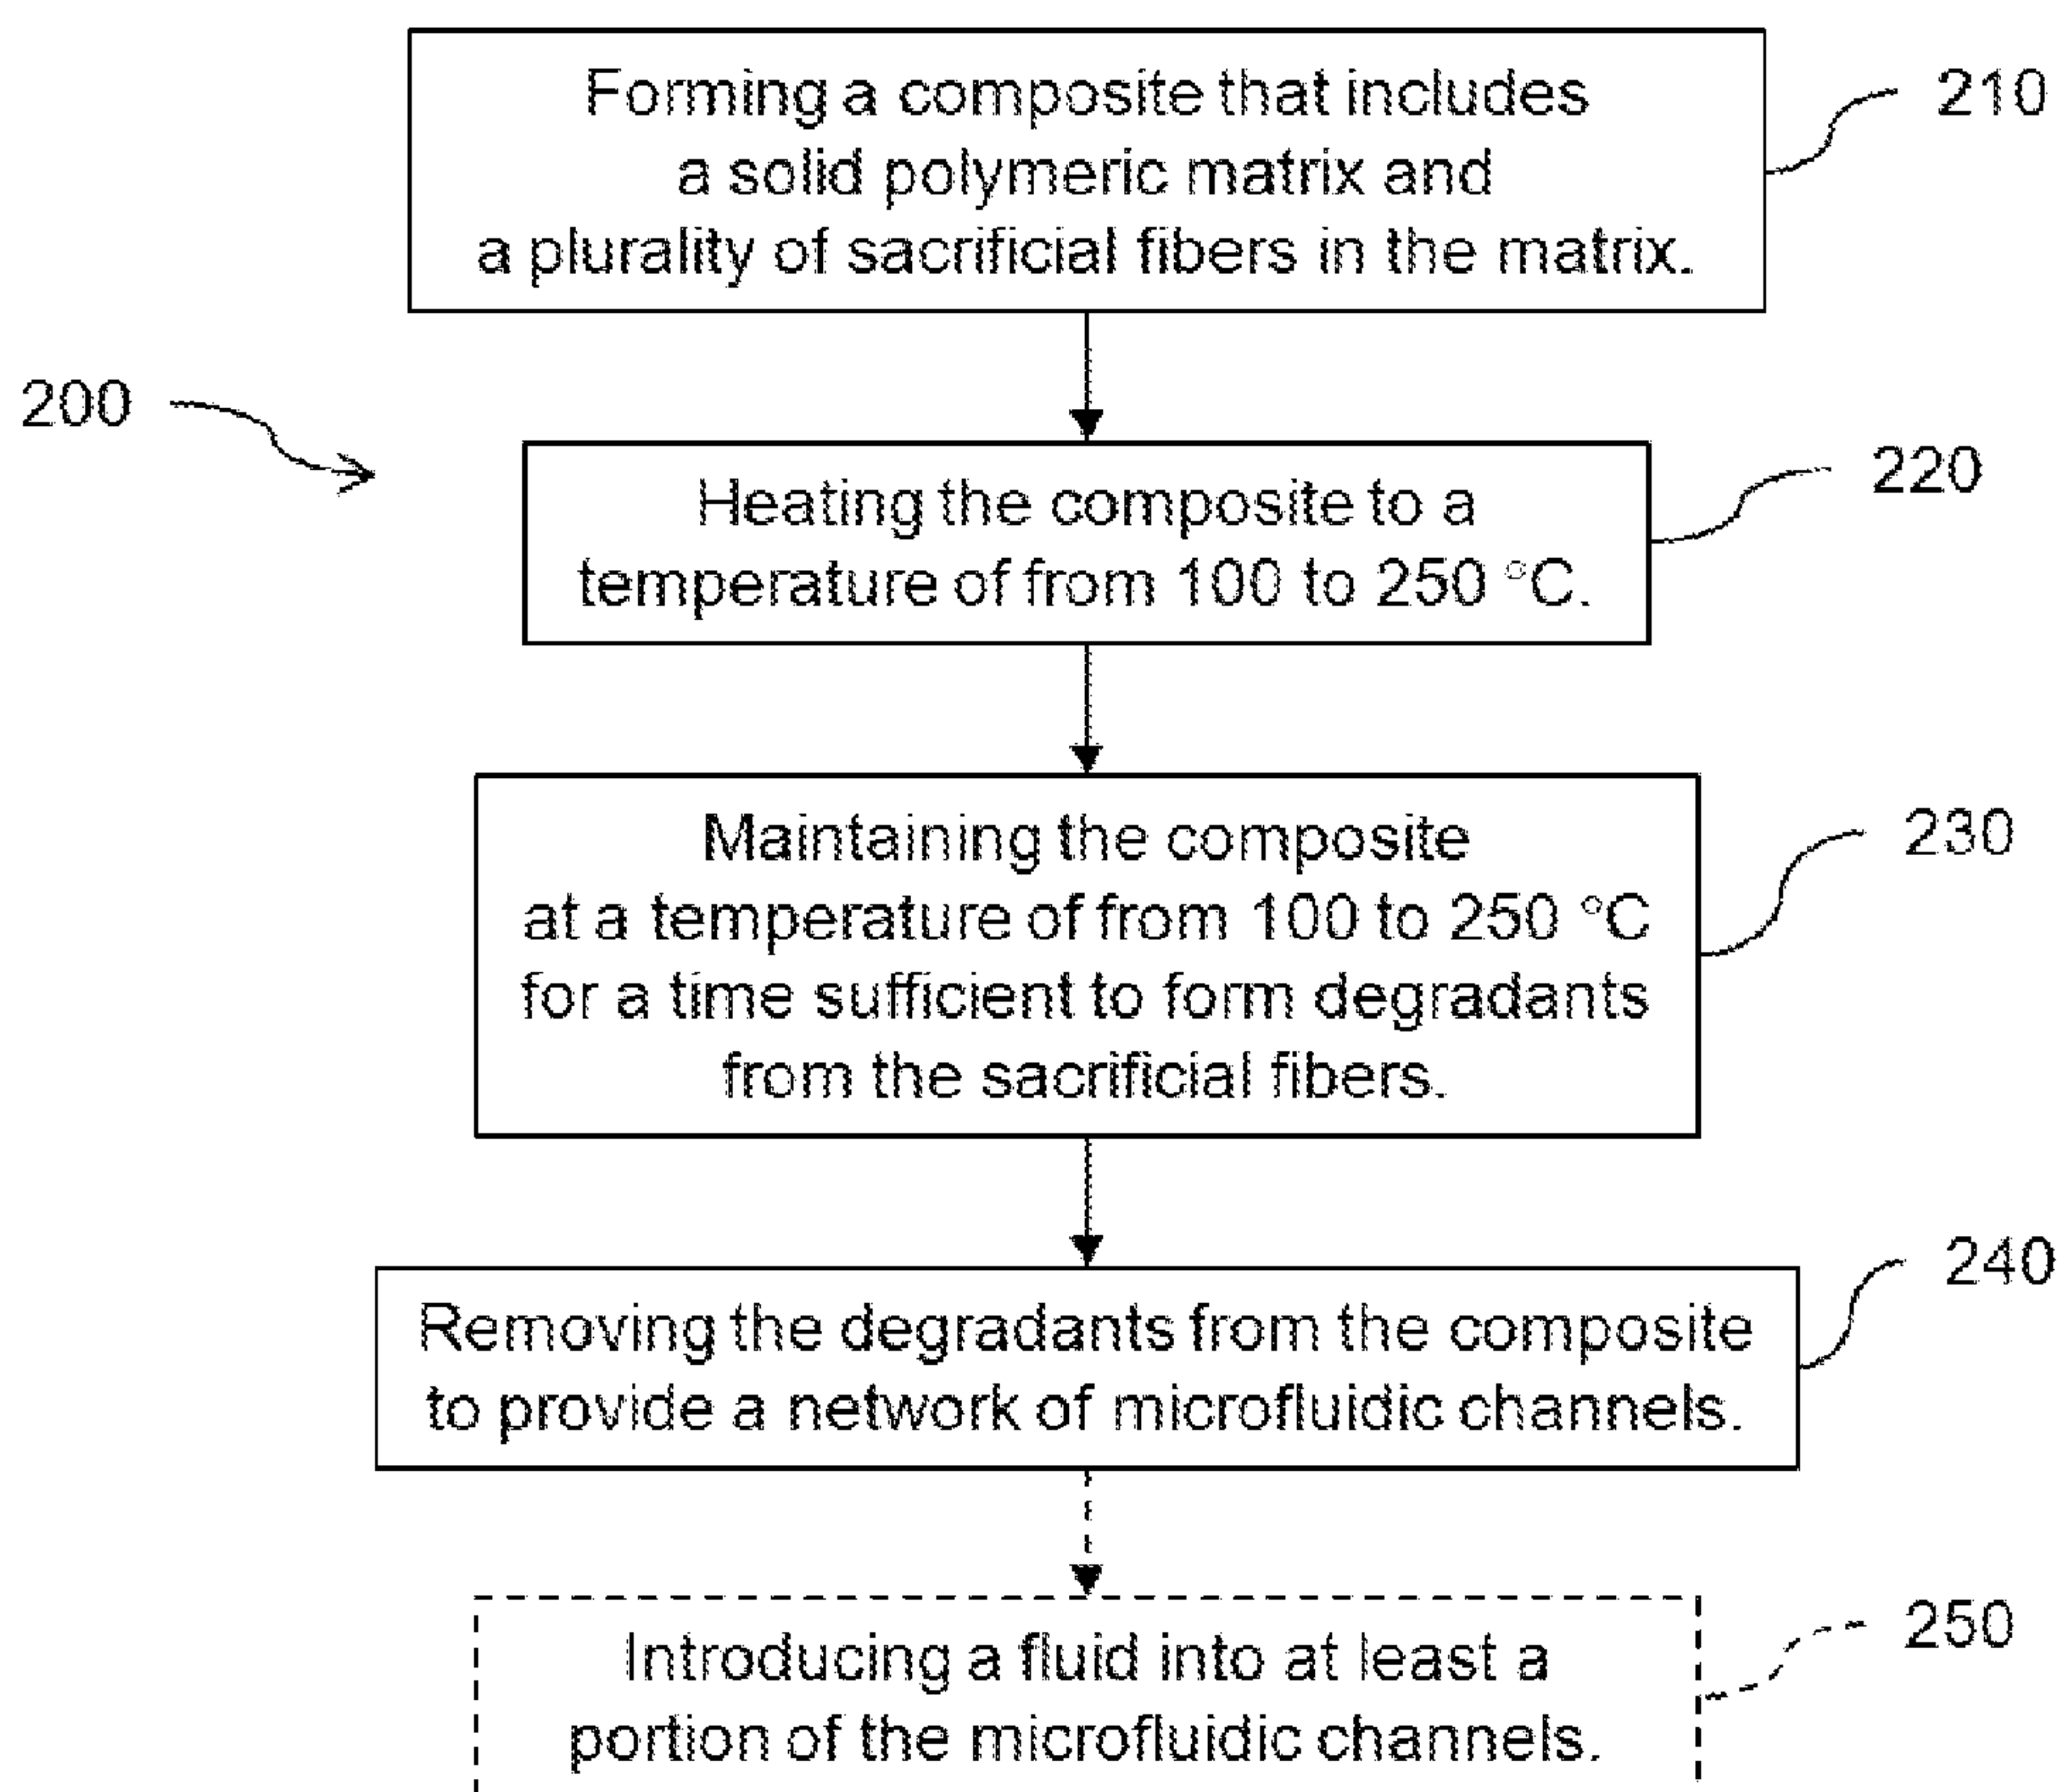 Forming a composite that includes
a solid polymeric matrix and
a plurality of sacrificial fibers in the matrix.
210
200
Heating the composite to a
temperature of from 100 to 250 °C.
220
Maintaining the composite
at a temperature of from 100 to 250 °C
for a time sufficient to form degradants
from the sacrificial fibers.
230
Removing the degradants from the composite
to provide a network of microfluidic channels.
240
Introducing a fluid into at least a
portion of the microfluidic channels.
250